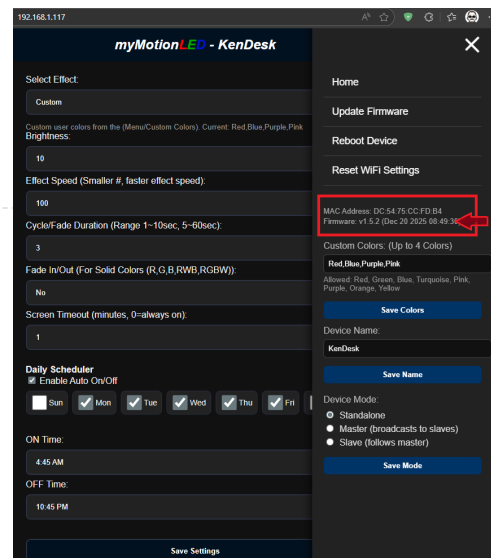 192.168.1.117
myMotionLED - KenDesk
Select Effect:
Custom
Custom user colors from the (Menu/Custom Colors). Current: Red,Blue,Purple,Pink
Brightness:
10
Effect Speed (Smaller #, faster effect speed):
100
Cycle/Fade Duration (Range 1~10sec, 5~60sec):
3
Fade In/Out (For Solid Colors (R,G,B,RWB,RGBW)):
No
Screen Timeout (minutes, 0=always on):
1
Daily Scheduler
Enable Auto On/Off
Sun Mon Tue Wed Thu Fri
ON Time:
4:45 AM
OFF Time:
10:45 PM
Save Settings
Home
Update Firmware
Reboot Device
Reset WiFi Settings
MAC Address: DC:54:75:CC:FD:B4
Firmware: v1.5.2 (Dec 20 2025 08:49:3
Custom Colors: (Up to 4 Colors)
Red,Blue,Purple,Pink
Allowed: Red, Green, Blue, Turquoise, Pink,
Purple, Orange, Yellow
Save Colors
Device Name:
KenDesk
Save Name
Device Mode:
Standalone
Master (broadcasts to slaves)
Slave (follows master)
Save Mode